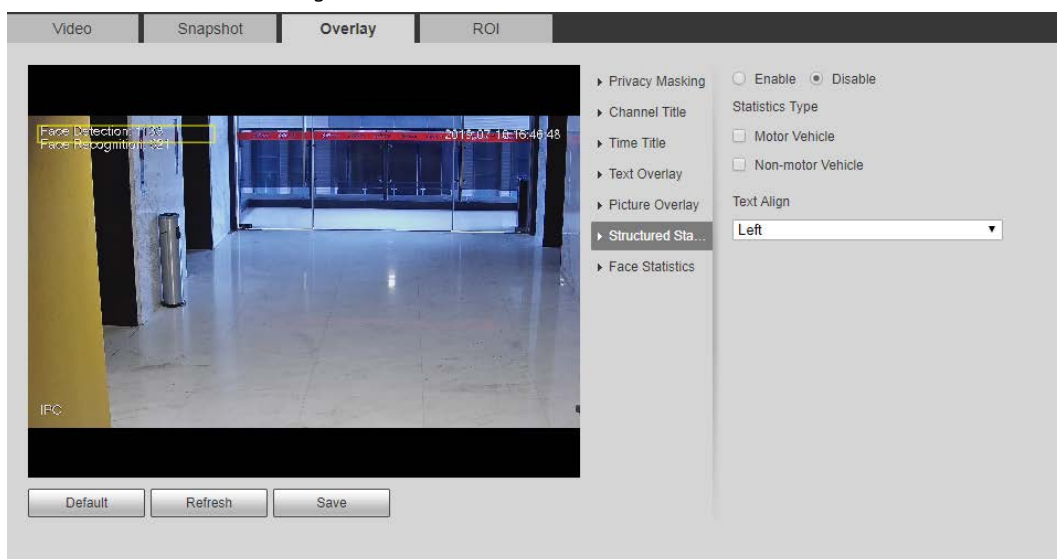 Video Snapshot Overlay ROI
Face Detection: 1133
Face Recognition: 321
2019-07-16 15:46:48
IPC
Privacy Masking
Channel Title
Time Title
Text Overlay
Picture Overlay
Structured Sta...
Face Statistics
Enable Disable
Statistics Type
Motor Vehicle
Non-motor Vehicle
Text Align
Left
Default Refresh Save